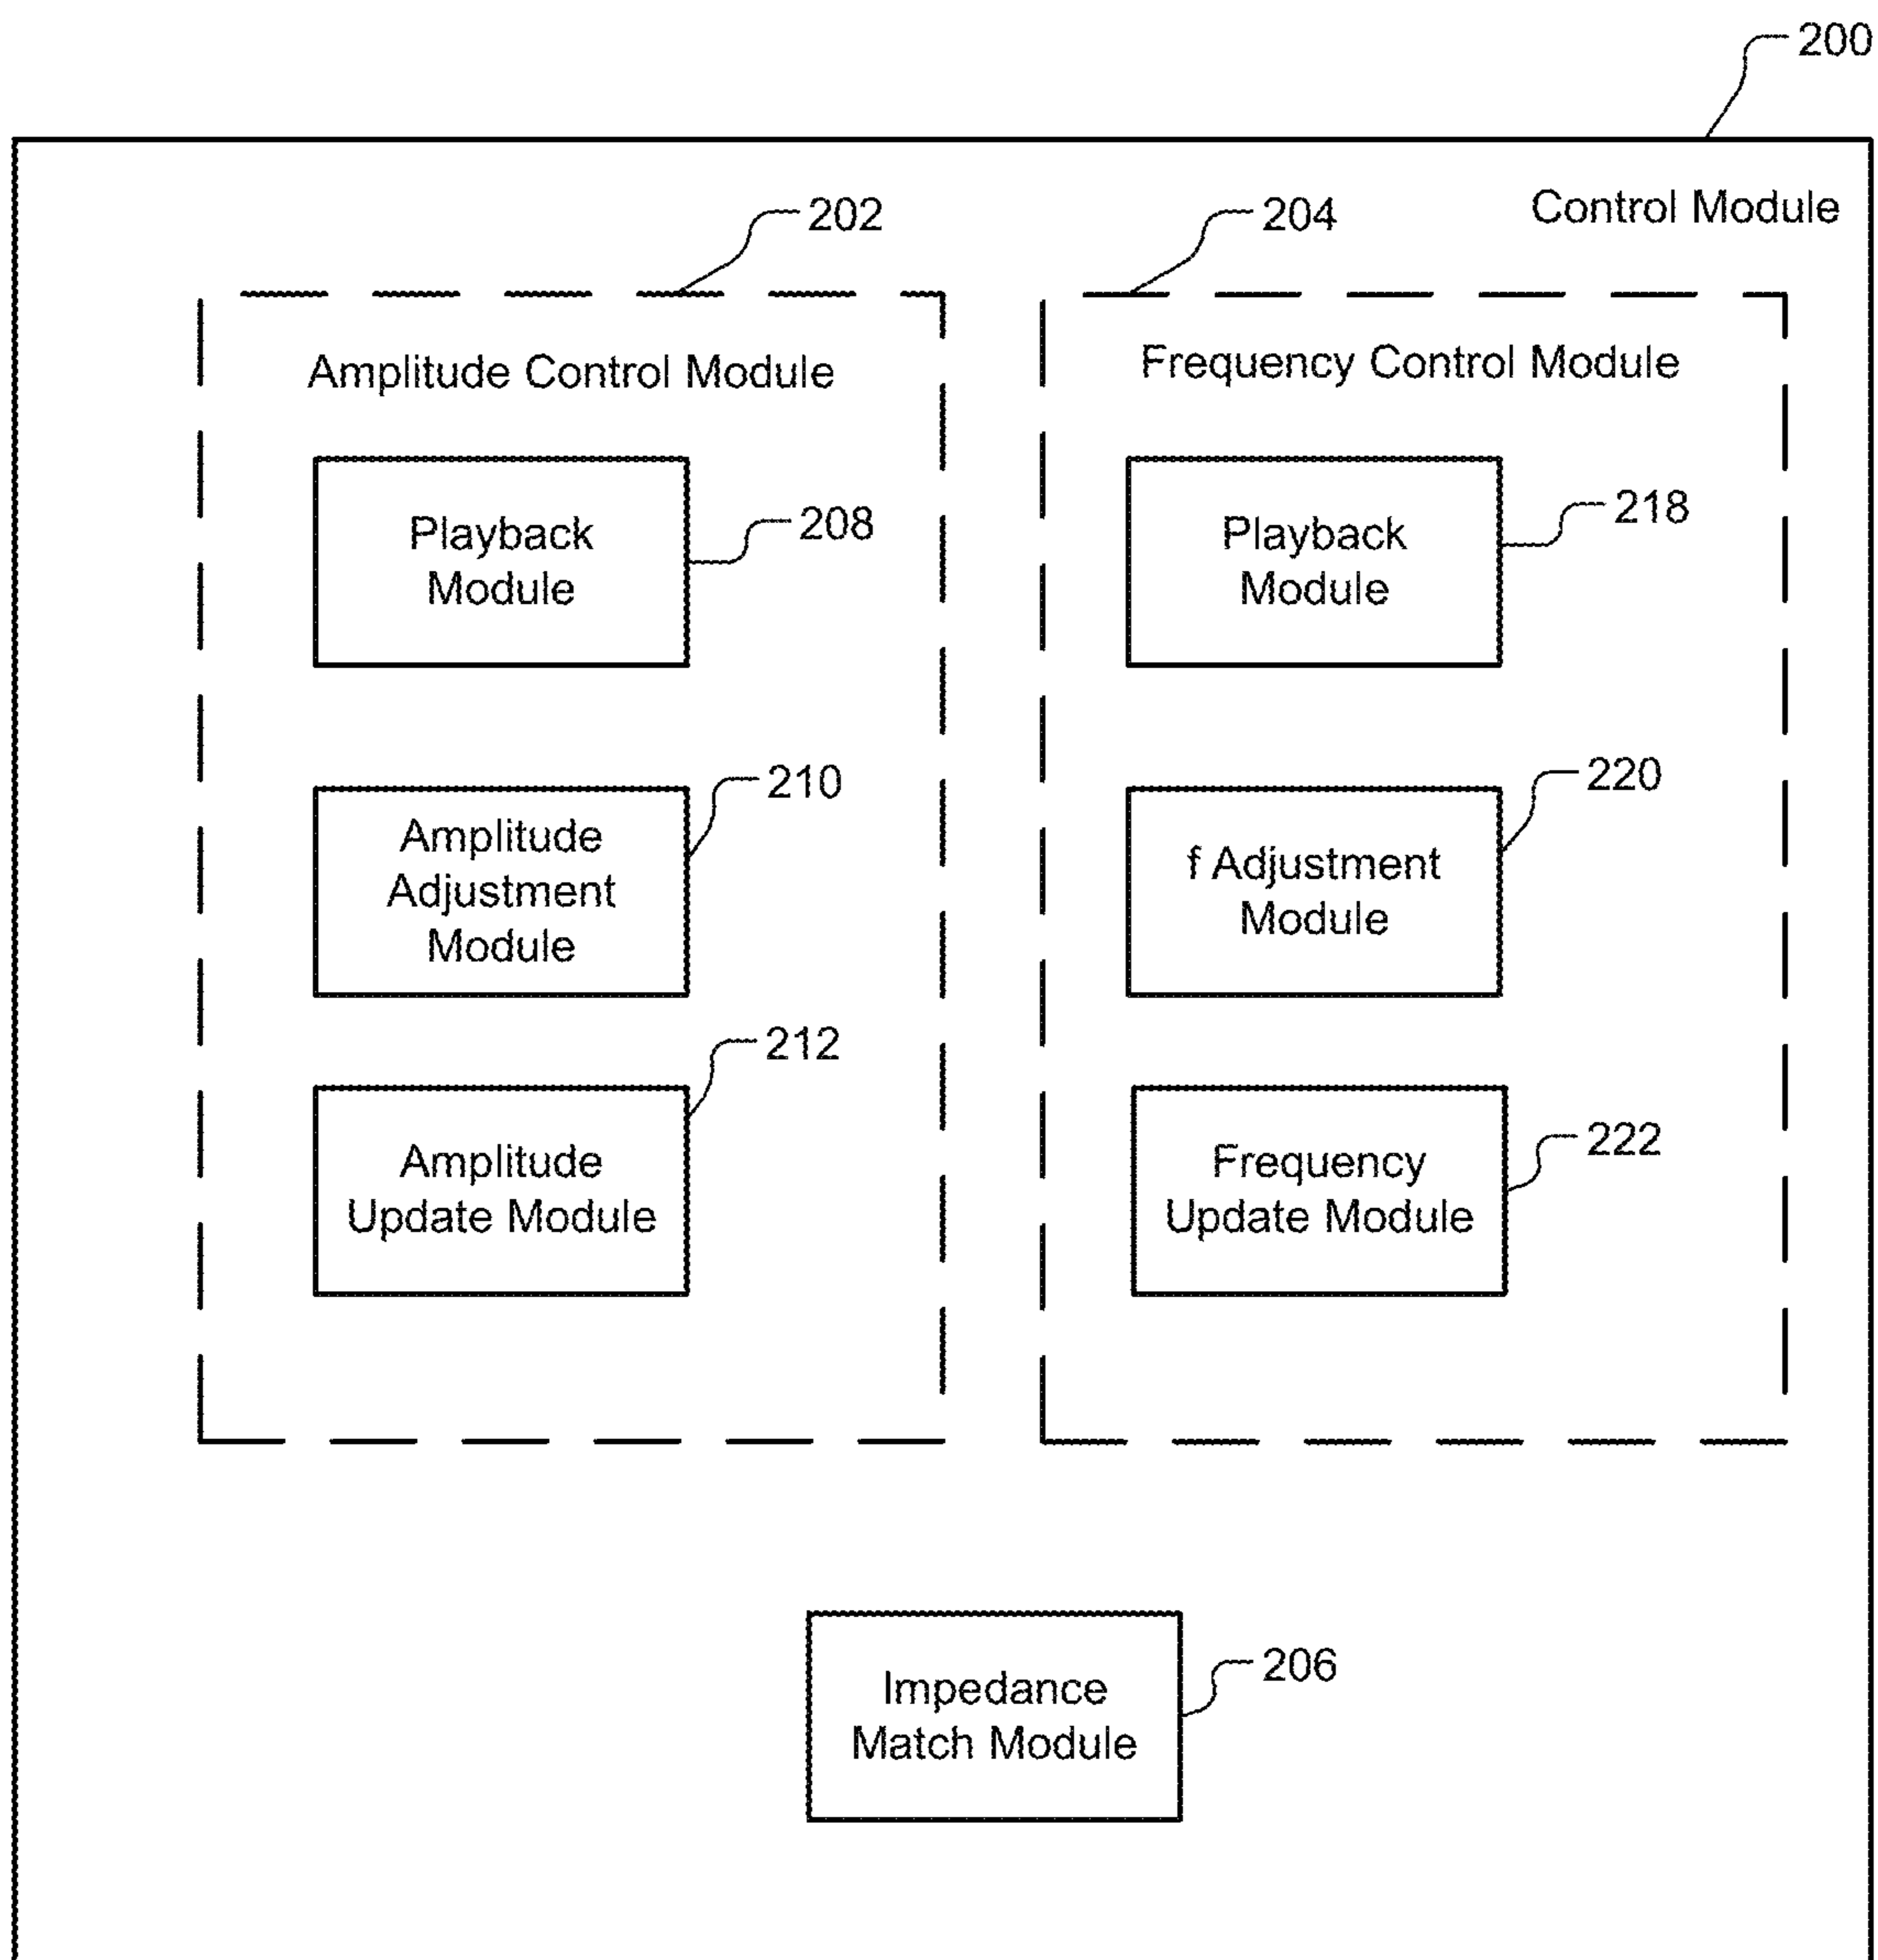 200
Control Module
202
204
Amplitude Control Module
Frequency Control Module
Playback
Module
208
Playback
Module
218
Amplitude
Adjustment
Module
210
f Adjustment
Module
220
Amplitude
Update Module
212
Frequency
Update Module
222
Impedance
Match Module
206